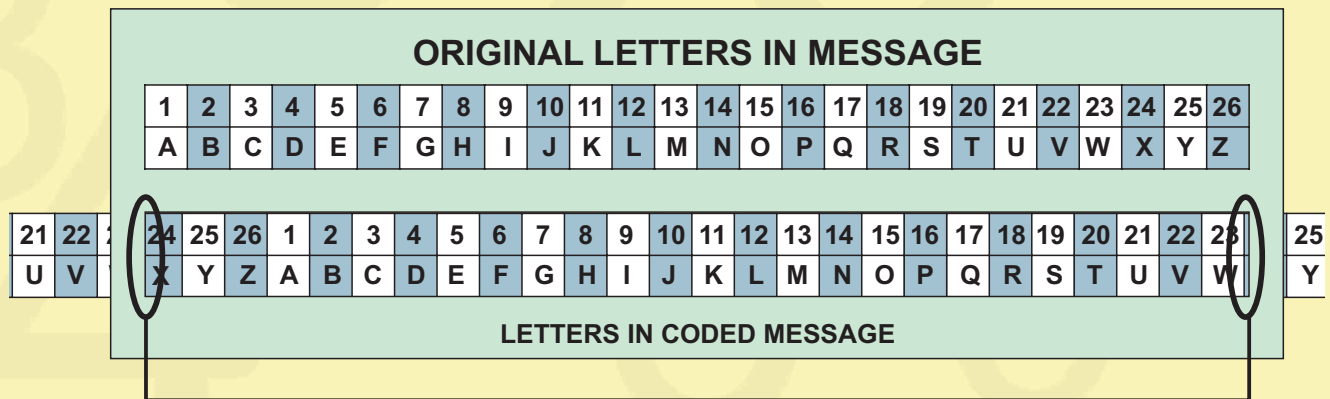 ORIGINAL LETTERS IN MESSAGE
1 2 3 4 5 6 7 8 9 10 11 12 13 14 15 16 17 18 19 20 21 22 23 24 25 26
A B C D E F G H I J K L M N O P Q R S T U V W X Y Z
21 22 24 25 26 1 2 3 4 5 6 7 8 9 10 11 12 13 14 15 16 17 18 19 20 21 22 23 25
U V X Y Z A B C D E F G H I J K L M N O P Q R S T U V W Y
LETTERS IN CODED MESSAGE